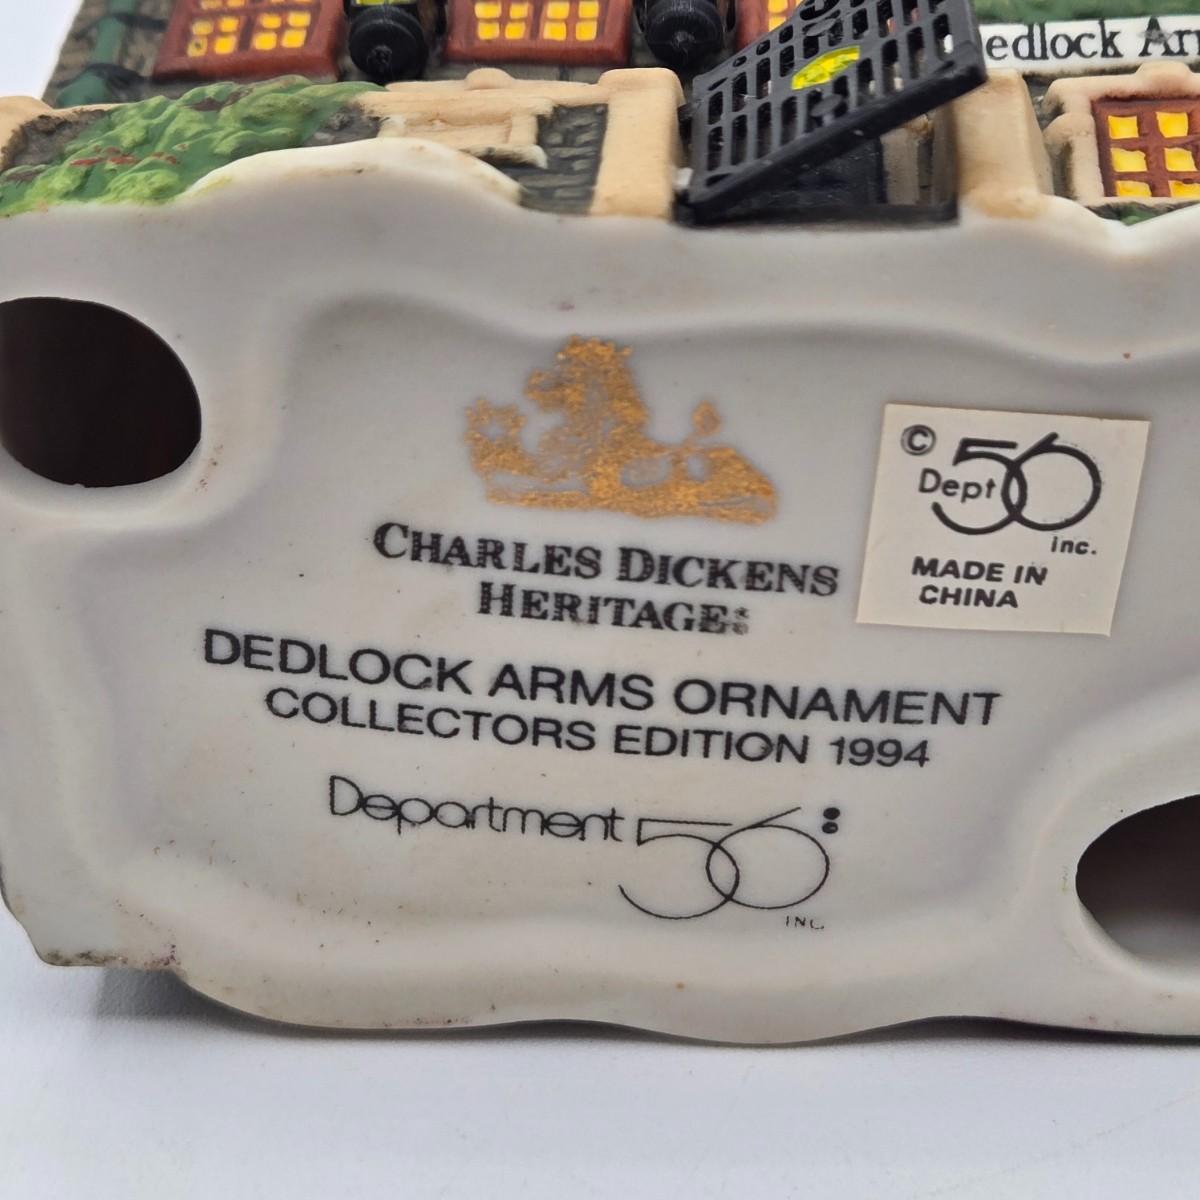 edlock Ar
CHARLES DICKENS
HERITAGE
DEDLOCK ARMS ORNAMENT
COLLECTORS EDITION 1994
Department 56
INC.
© Dept 56
inc.
MADE IN
CHINA